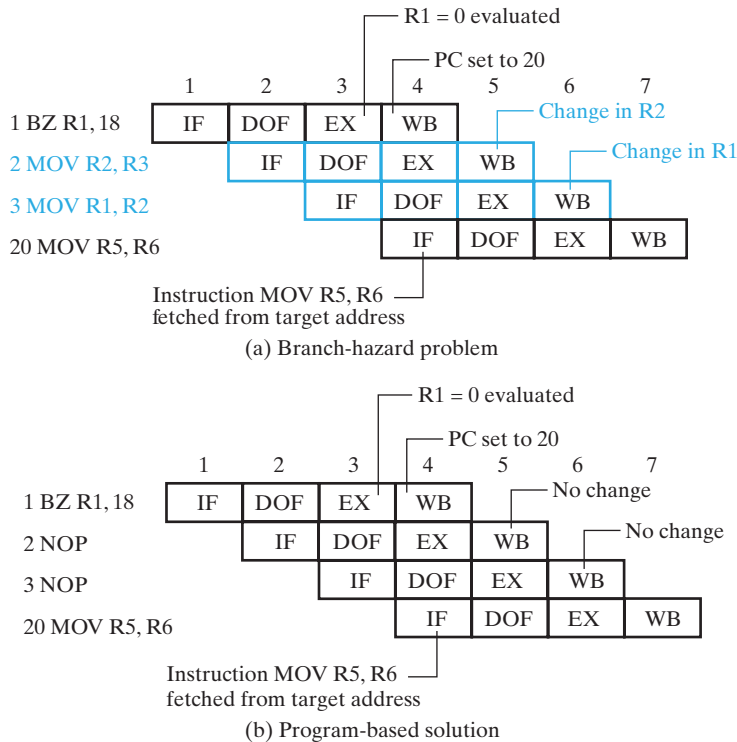 R1 = 0 evaluated
PC set to 20
1 2 3 4 5 6 7
Change in R2
1 BZ R1, 18 IF DOF EX WB
2 MOV R2, R3 IF DOF EX WB
Change in R1
3 MOV R1, R2 IF DOF EX WB
20 MOV R5, R6 IF DOF EX WB
Instruction MOV R5, R6
fetched from target address
(a) Branch-hazard problem
R1 = 0 evaluated
PC set to 20
1 2 3 4 5 6 7
No change
1 BZ R1, 18 IF DOF EX WB
No change
2 NOP IF DOF EX WB
3 NOP IF DOF EX WB
20 MOV R5, R6 IF DOF EX WB
Instruction MOV R5, R6
fetched from target address
(b) Program-based solution